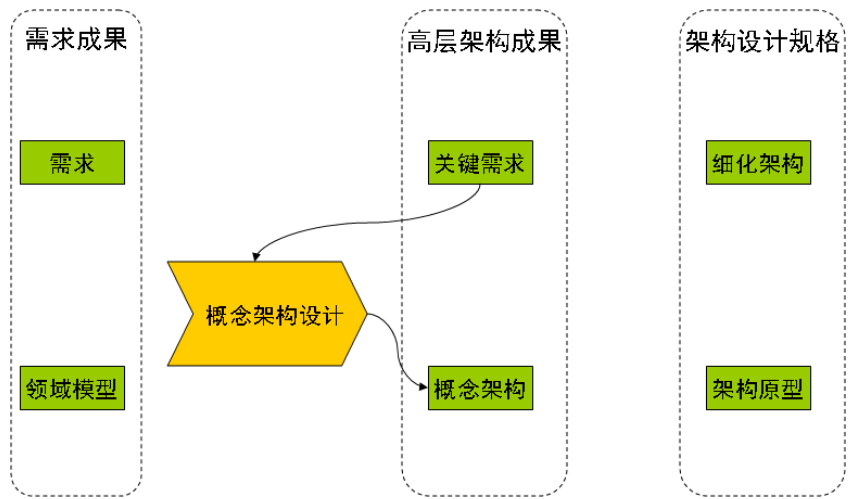 需求成果
高层架构成果
架构设计规格
需求
关键需求
细化架构
概念架构设计
领域模型
概念架构
架构原型